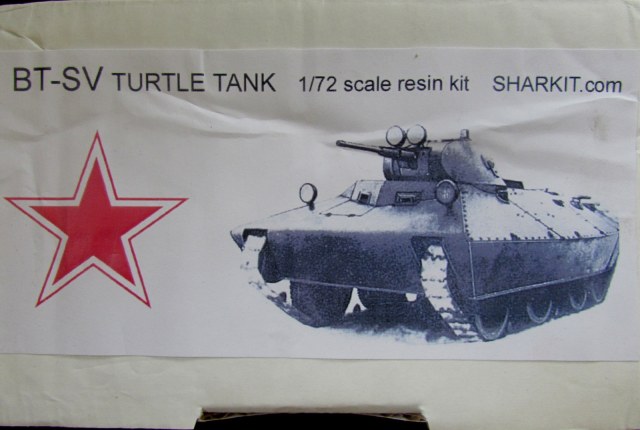 BT-SV TURTLE TANK 1/72 scale resin kit SHARKIT.com